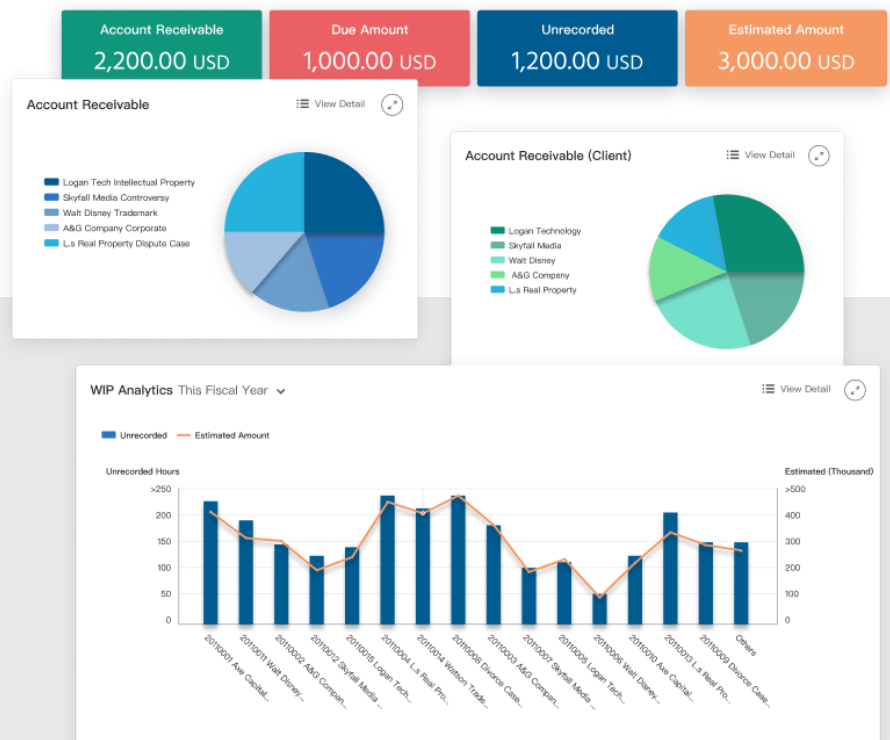 Account Receivable
2,200.00 USD
Due Amount
1,000.00 USD
Unrecorded
1,200.00 USD
Estimated Amount
3,000.00 USD
Account Receivable
View Detail
Logan Tech Intellectual Property
Skyfall Media Controversy
Walt Disney Trademark
A&G Company Corporate
L.s Real Property Dispute Case
Account Receivable (Client)
View Detail
Logan Technology
Skyfall Media
Walt Disney
A&G Company
L.s Real Property
WIP Analytics This Fiscal Year
View Detail
Unrecorded
Estimated Amount
Unrecorded Hours
Estimated (Thousand)
>250
200
150
100
50
0
>500
400
300
200
100
0
20110001 Axe Capital...
20110011 Walt Disney...
20110002 A&G Compan...
20110012 Skyfall Media ...
20110015 Logan Tech...
20110004 L.s Real Pro...
20110014 Watson Trade...
20110008 Divorce Case...
20110003 A&G Compan...
20110007 Skyfall Media ...
20110005 Logan Tech...
20110006 Walt Disney...
20110010 Axe Capital...
20110013 L.s Real Pro...
20110009 Divorce Case...
Others